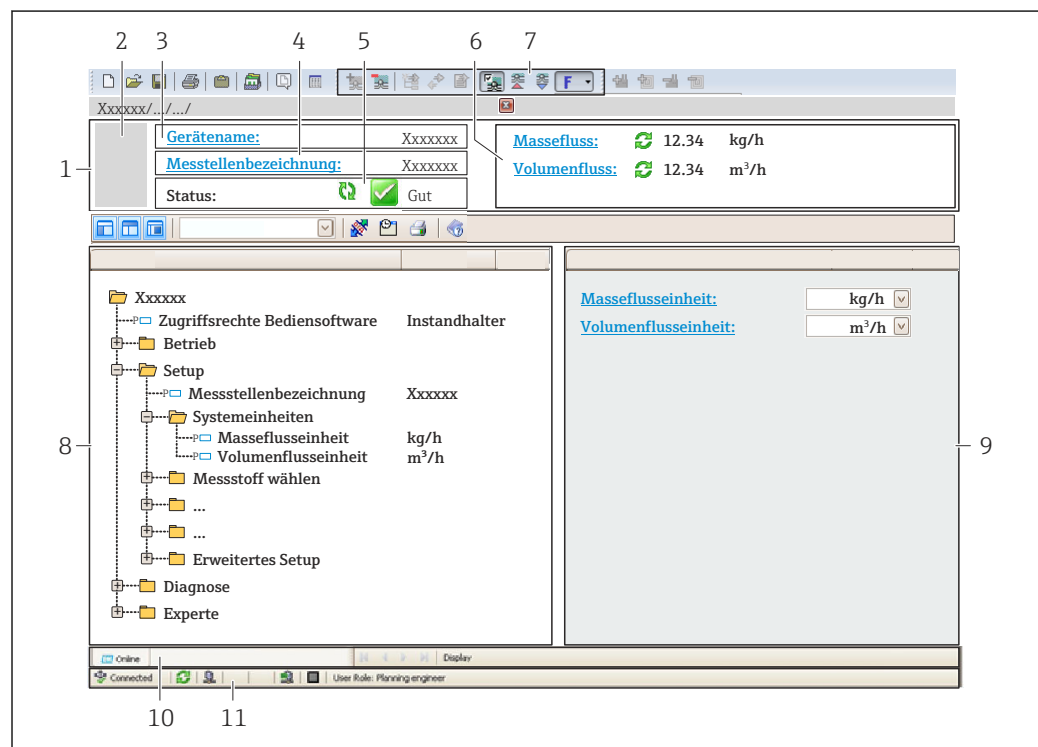 2 3 4 5 6 7
F
Xxxxxx/.../.../
1
Gerätename: Xxxxxxx
Messtellenbezeichnung: Xxxxxxx
Status: Gut
Massefluss: 12.34 kg/h
Volumenfluss: 12.34 m³/h
Xxxxxx
P Zugriffsrechte Bediensoftware Instandhalter
Betrieb
Setup
P Messstellenbezeichnung Xxxxxx
Systemeinheiten
P Masseflusseinheit kg/h
P Volumenflusseinheit m³/h
Messstoff wählen
...
...
Erweitertes Setup
Diagnose
Experte
8
Masseflusseinheit: kg/h
Volumenflusseinheit: m³/h
9
Online Display
Connected User Role: Planning engineer
10 11